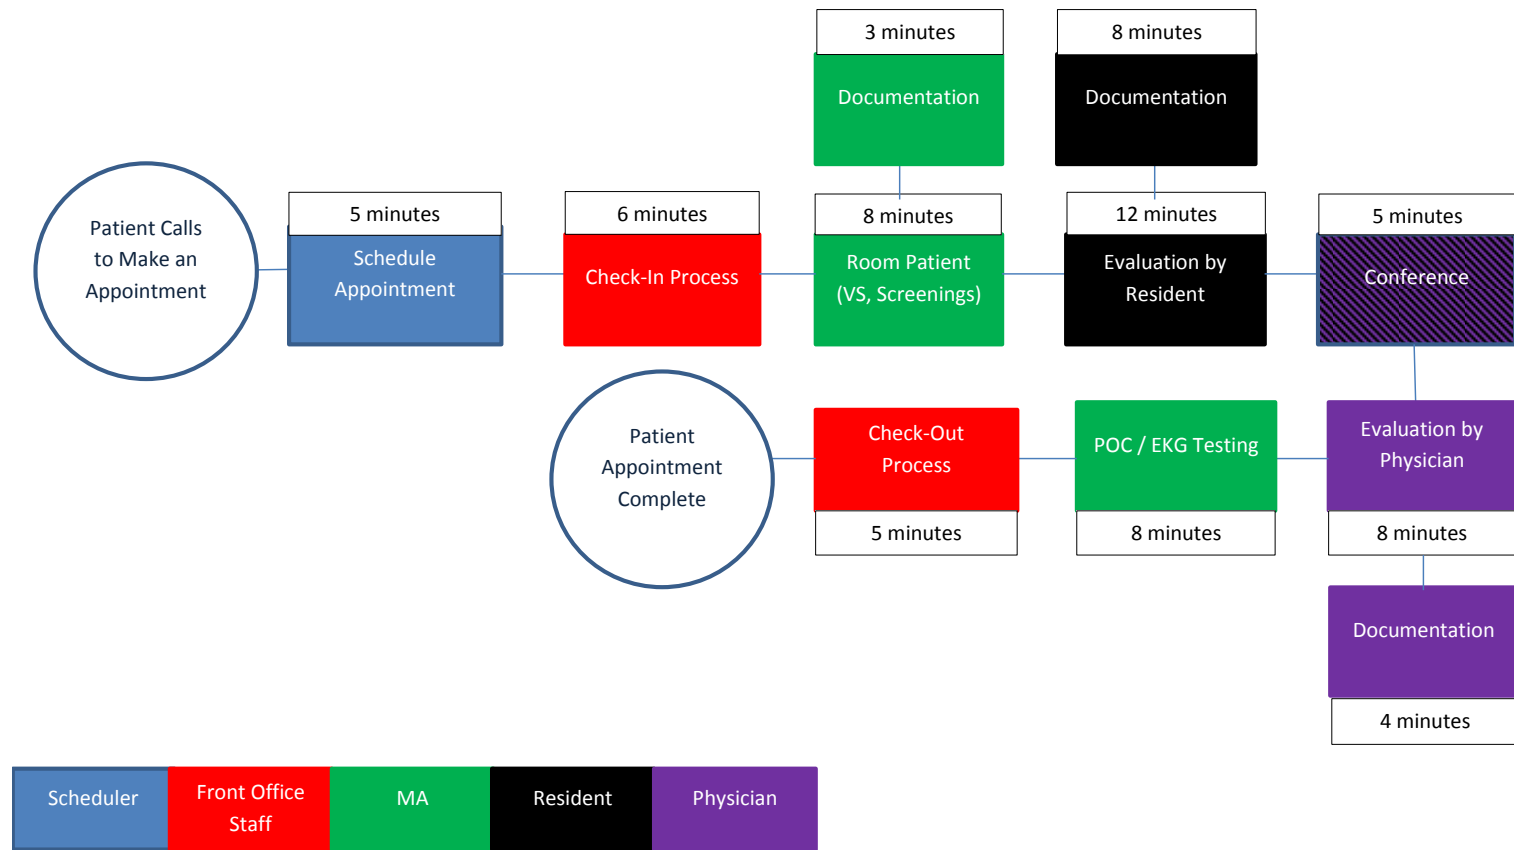 3 minutes
Documentation
8 minutes
Documentation
Patient Calls
to Make an
Appointment
5 minutes
Schedule
Appointment
6 minutes
Check-In Process
8 minutes
Room Patient
(VS, Screenings)
12 minutes
Evaluation by
Resident
5 minutes
Conference
Patient
Appointment
Complete
Check-Out
Process
5 minutes
POC / EKG Testing
8 minutes
Evaluation by
Physician
8 minutes
Documentation
4 minutes
Scheduler
Front Office
Staff
MA
Resident
Physician